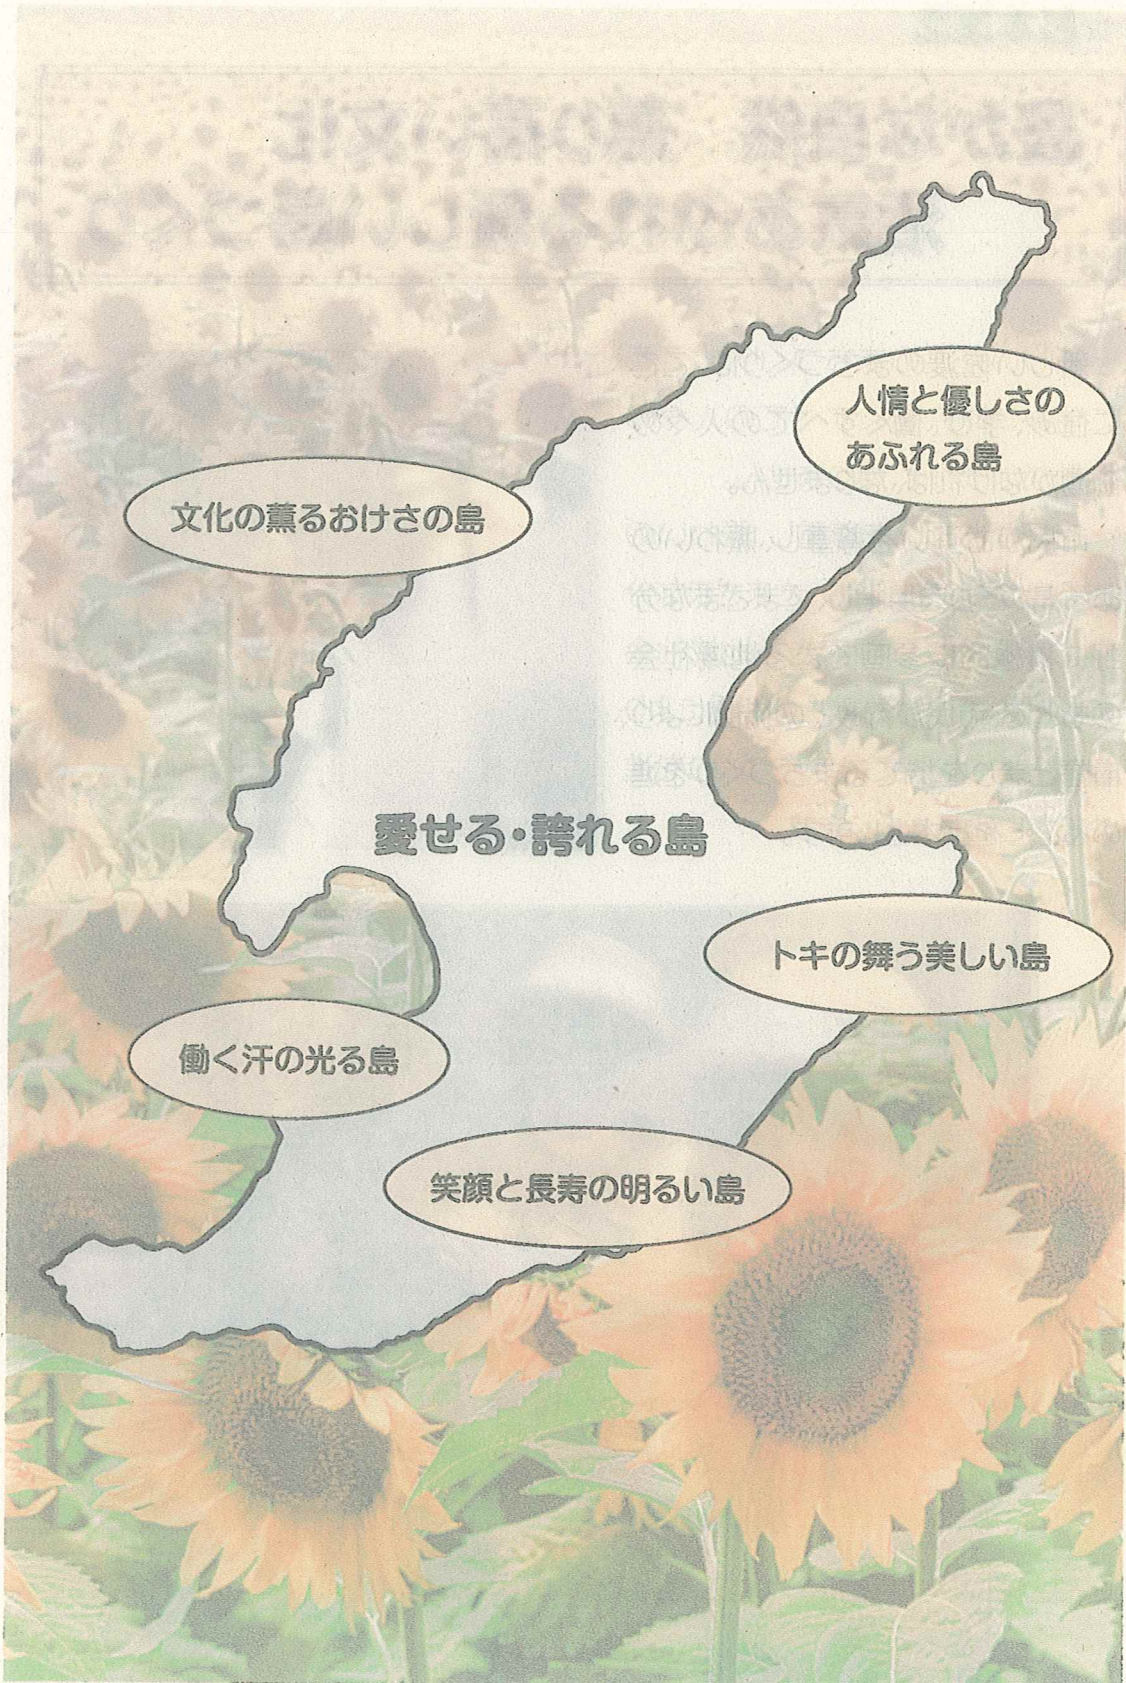 人情と優しさの
あふれる島
文化の薫るおけさの島
愛せる・誇れる島
トキの舞う美しい島
働く汗の光る島
笑顔と長寿の明るい島